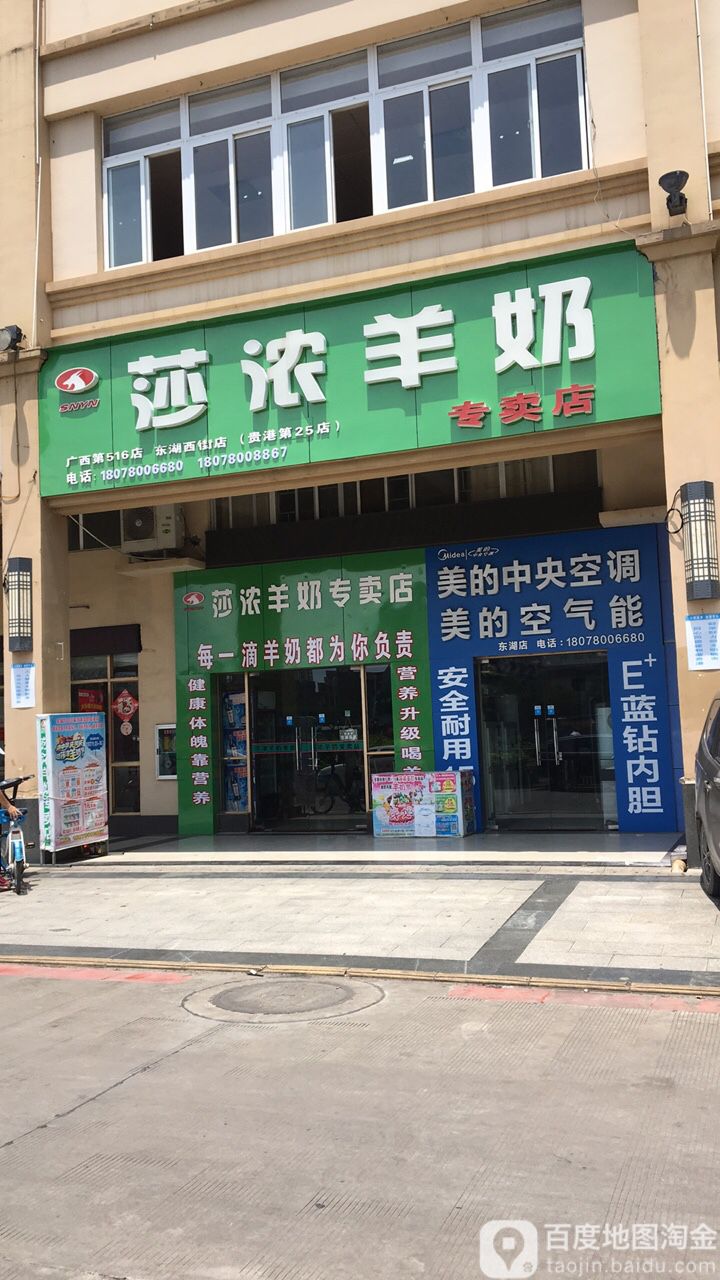 莎浓羊奶
SNYN
专卖店
广西第516店 东湖西街店 (贵港第25店)
电话:18078006680 18078008867
莎浓羊奶专卖店
每一滴羊奶都为你负责
健康体魄靠营养
营养升级喝羊
Midea 美的
美的中央空调
美的空气能
东湖店 电话:18078006680
安全耐用
E+蓝钻内胆
百度地图淘金
taojin.baidu.com